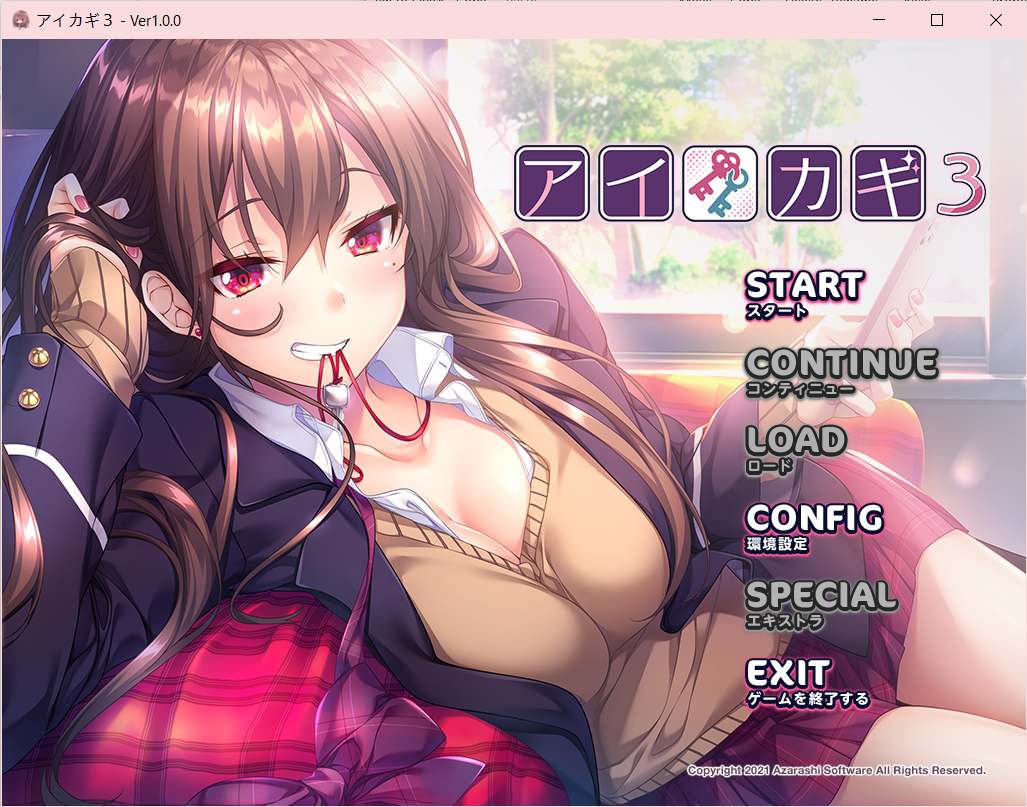 アイカギ３ - Ver1.0.0
アイカギ3
START
スタート
CONTINUE
コンティニュー
LOAD
ロード
CONFIG
環境設定
SPECIAL
エキストラ
EXIT
ゲームを終了する
Copyright 2021 Azarashi Software All Rights Reserved.